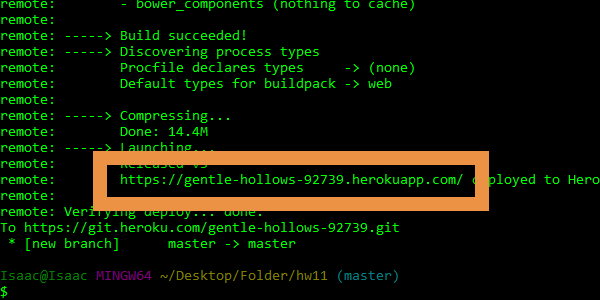 remote:        - bower_components (nothing to cache)
remote:
remote: -----> Build succeeded!
remote: -----> Discovering process types
remote:        Procfile declares types     -> (none)
remote:        Default types for buildpack -> web
remote:
remote: -----> Compressing...
remote:        Done: 14.4M
remote: -----> Launching...
remote:        Released v3
remote:        https://gentle-hollows-92739.herokuapp.com/ deployed to Hero
remote:
remote: Verifying deploy... done.
To https://git.heroku.com/gentle-hollows-92739.git
 * [new branch]      master -> master
Isaac@Isaac MINGW64 ~/Desktop/Folder/hw11 (master)
$